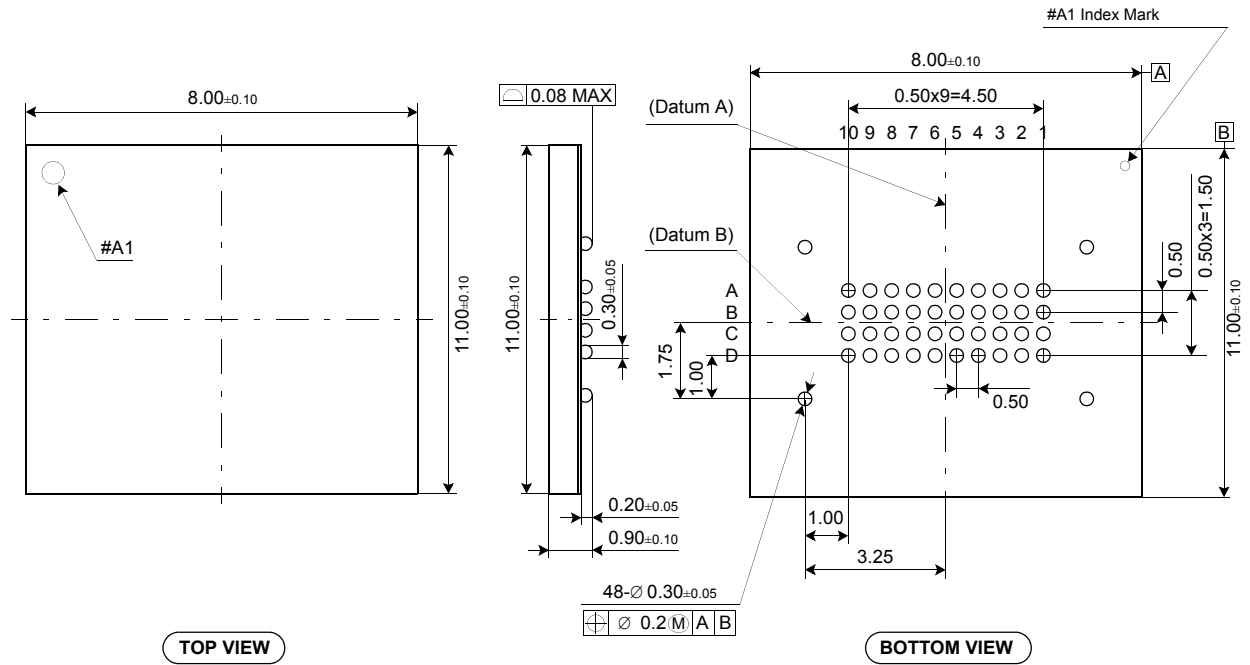 #A1 Index Mark
8.00±0.10
A
8.00±0.10
0.08 MAX
(Datum A)
0.50x9=4.50
10 9 8 7 6 5 4 3 2 1
B
#A1
11.00±0.10
11.00±0.10
0.30±0.05
(Datum B)
A
B
C
D
1.75
1.00
0.50
0.50
0.50x3=1.50
11.00±0.10
0.20±0.05
0.90±0.10
1.00
3.25
48-∅ 0.30±0.05
⌖ ∅ 0.2 Ⓜ A B
TOP VIEW
BOTTOM VIEW